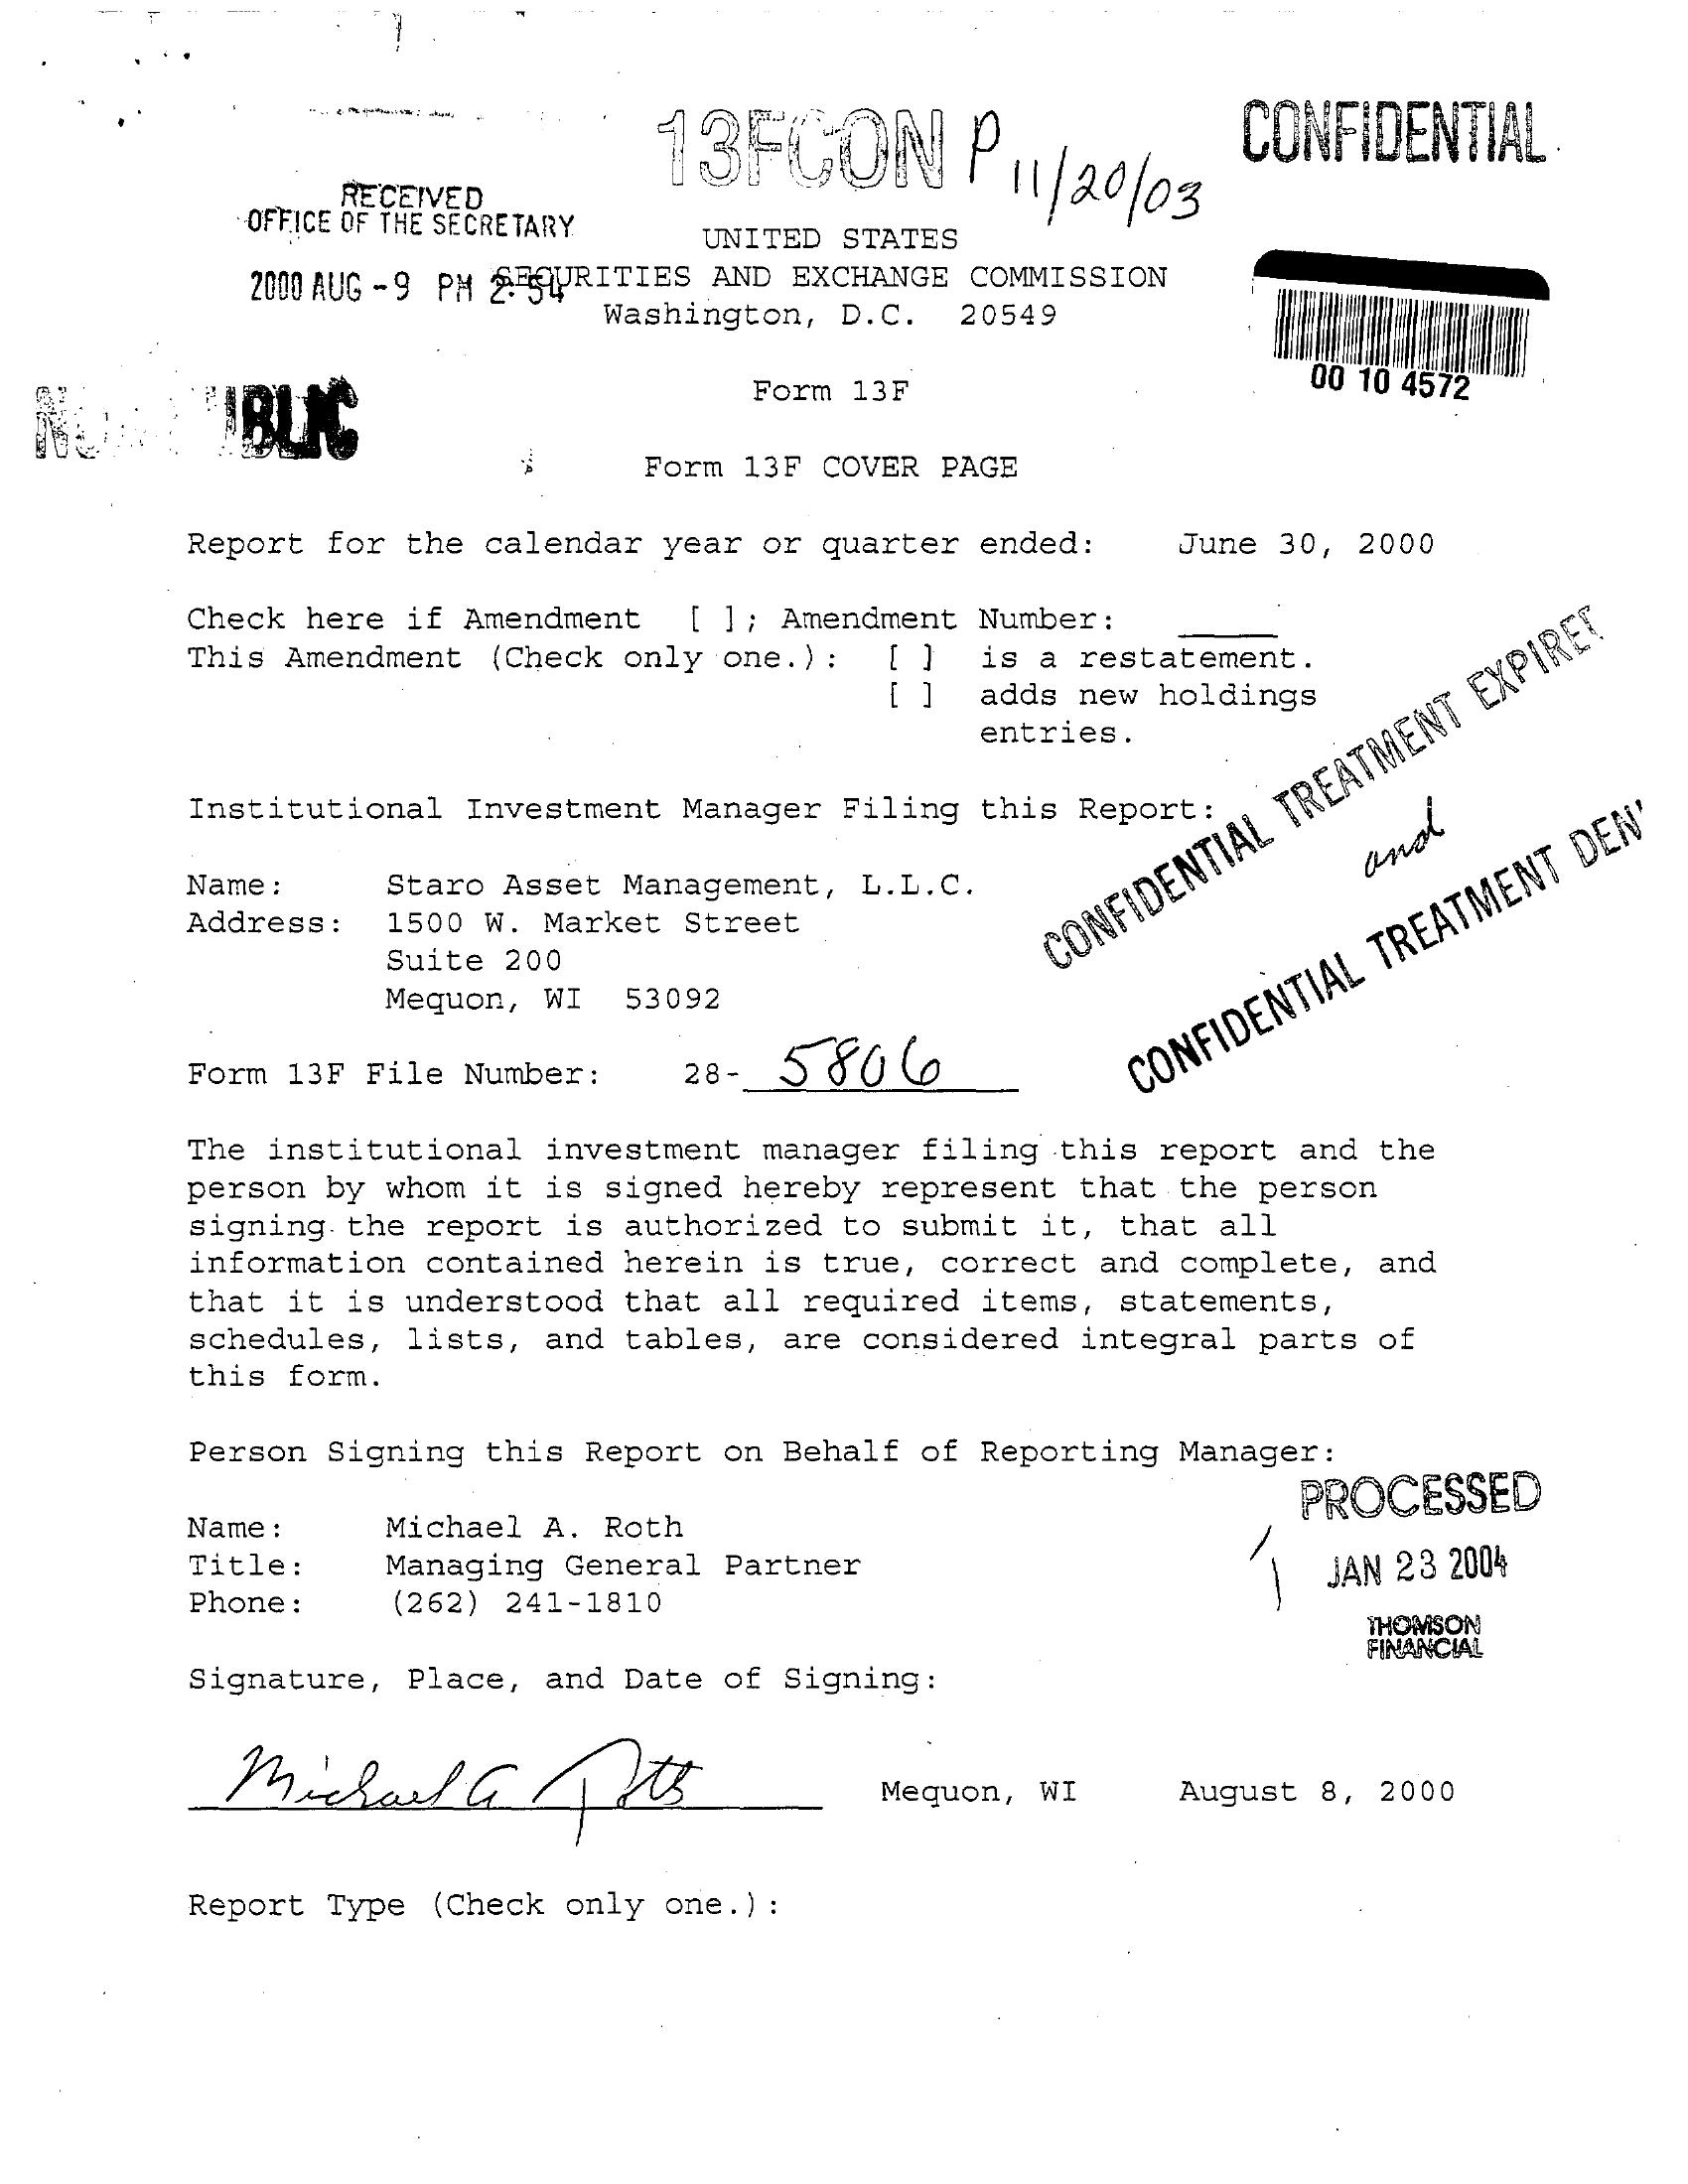 13FCON P 11/20/03
CONFIDENTIAL
RECEIVED
OFFICE OF THE SECRETARY
2000 AUG -9 PM 2:54
UNITED STATES
SECURITIES AND EXCHANGE COMMISSION
Washington, D.C. 20549
00 10 4572
Form 13F
Form 13F COVER PAGE
Report for the calendar year or quarter ended: June 30, 2000
Check here if Amendment [ ]; Amendment Number: _____
This Amendment (Check only one.): [ ] is a restatement.
[ ] adds new holdings
entries.
CONFIDENTIAL TREATMENT EXPIRE
and
CONFIDENTIAL TREATMENT DEN
Institutional Investment Manager Filing this Report:
Name: Staro Asset Management, L.L.C.
Address: 1500 W. Market Street
Suite 200
Mequon, WI 53092
Form 13F File Number: 28- 5806
The institutional investment manager filing this report and the
person by whom it is signed hereby represent that the person
signing the report is authorized to submit it, that all
information contained herein is true, correct and complete, and
that it is understood that all required items, statements,
schedules, lists, and tables, are considered integral parts of
this form.
Person Signing this Report on Behalf of Reporting Manager:
Name: Michael A. Roth
Title: Managing General Partner
Phone: (262) 241-1810
PROCESSED
JAN 23 2004
THOMSON
FINANCIAL
Signature, Place, and Date of Signing:
Michael A Roth Mequon, WI August 8, 2000
Report Type (Check only one.):